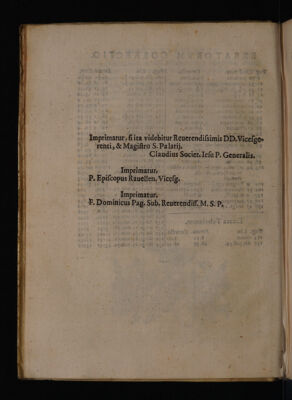 Imprimatur, si ita videbitur Reuerendissimis DD. Vicesgo-
renti, & Magistro S. Palatij.
Claudius Societ. Iesu P. Generalis.
Imprimatur.
P. Episcopus Rauellen. Vicesg.
Imprimatur.
F. Dominicus Pag. Sub. Reuerendiss. M. S. P.